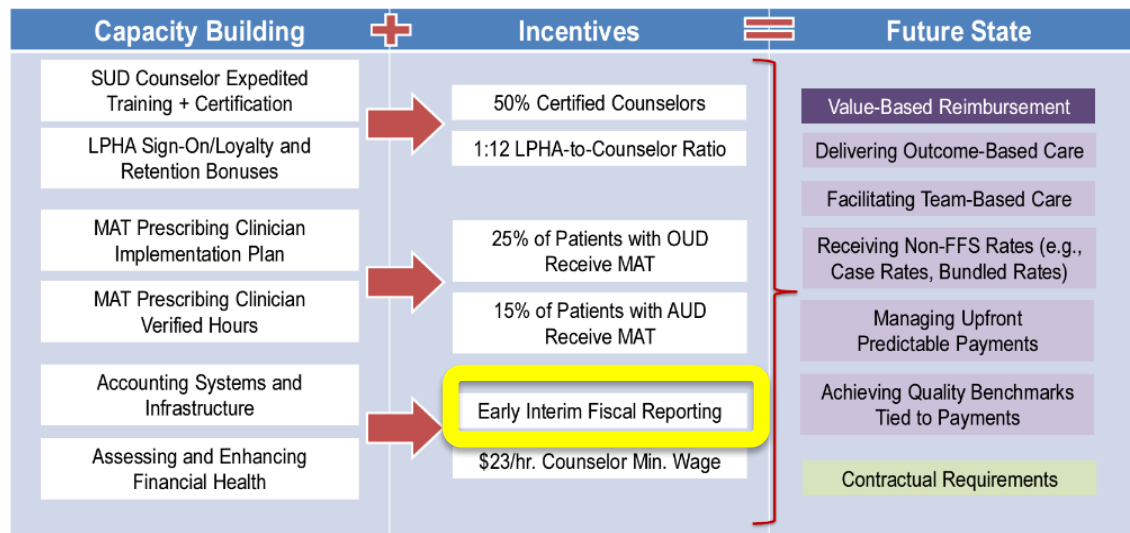 Capacity Building + Incentives = Future State
SUD Counselor Expedited
Training + Certification
LPHA Sign-On/Loyalty and
Retention Bonuses
MAT Prescribing Clinician
Implementation Plan
MAT Prescribing Clinician
Verified Hours
Accounting Systems and
Infrastructure
Assessing and Enhancing
Financial Health
50% Certified Counselors
1:12 LPHA-to-Counselor Ratio
25% of Patients with OUD
Receive MAT
15% of Patients with AUD
Receive MAT
Early Interim Fiscal Reporting
$23/hr. Counselor Min. Wage
Value-Based Reimbursement
Delivering Outcome-Based Care
Facilitating Team-Based Care
Receiving Non-FFS Rates (e.g.,
Case Rates, Bundled Rates)
Managing Upfront
Predictable Payments
Achieving Quality Benchmarks
Tied to Payments
Contractual Requirements